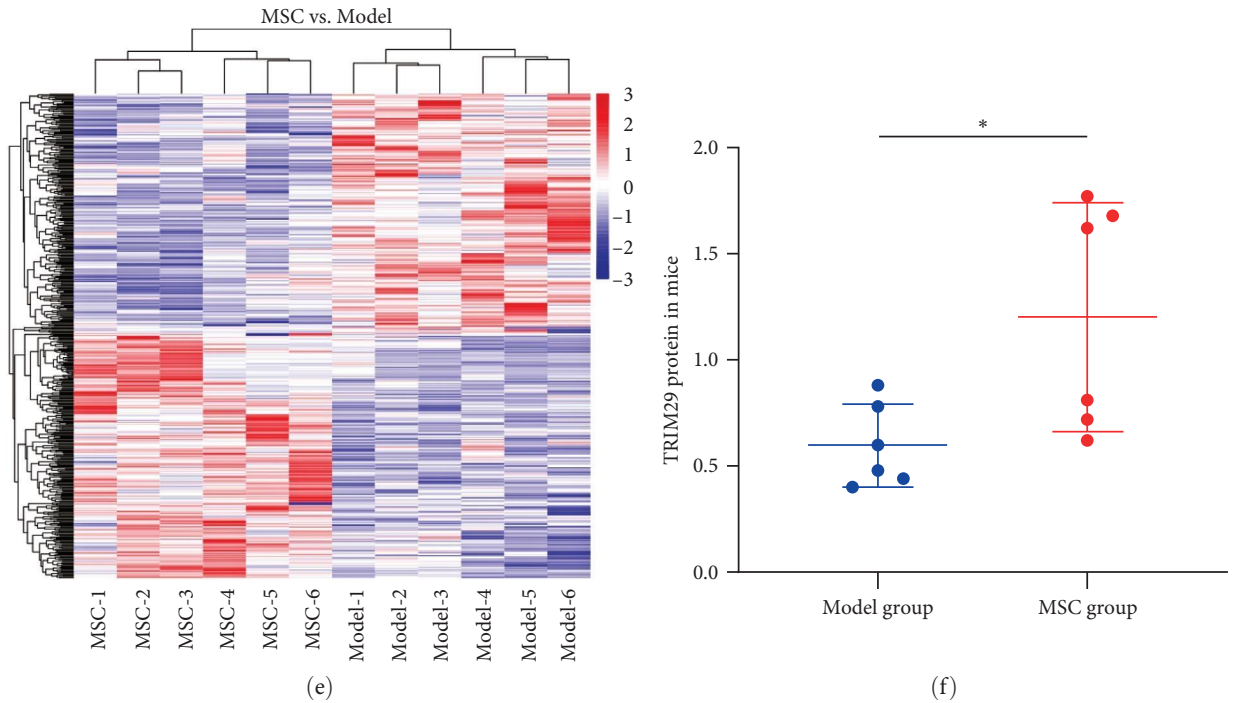 MSC vs. Model
3
2
1
0
–1
–2
–3
MSC-1
MSC-2
MSC-3
MSC-4
MSC-5
MSC-6
Model-1
Model-2
Model-3
Model-4
Model-5
Model-6
(e)
*
TRIM29 protein in mice
2.0
1.5
1.0
0.5
0.0
Model group
MSC group
(f)